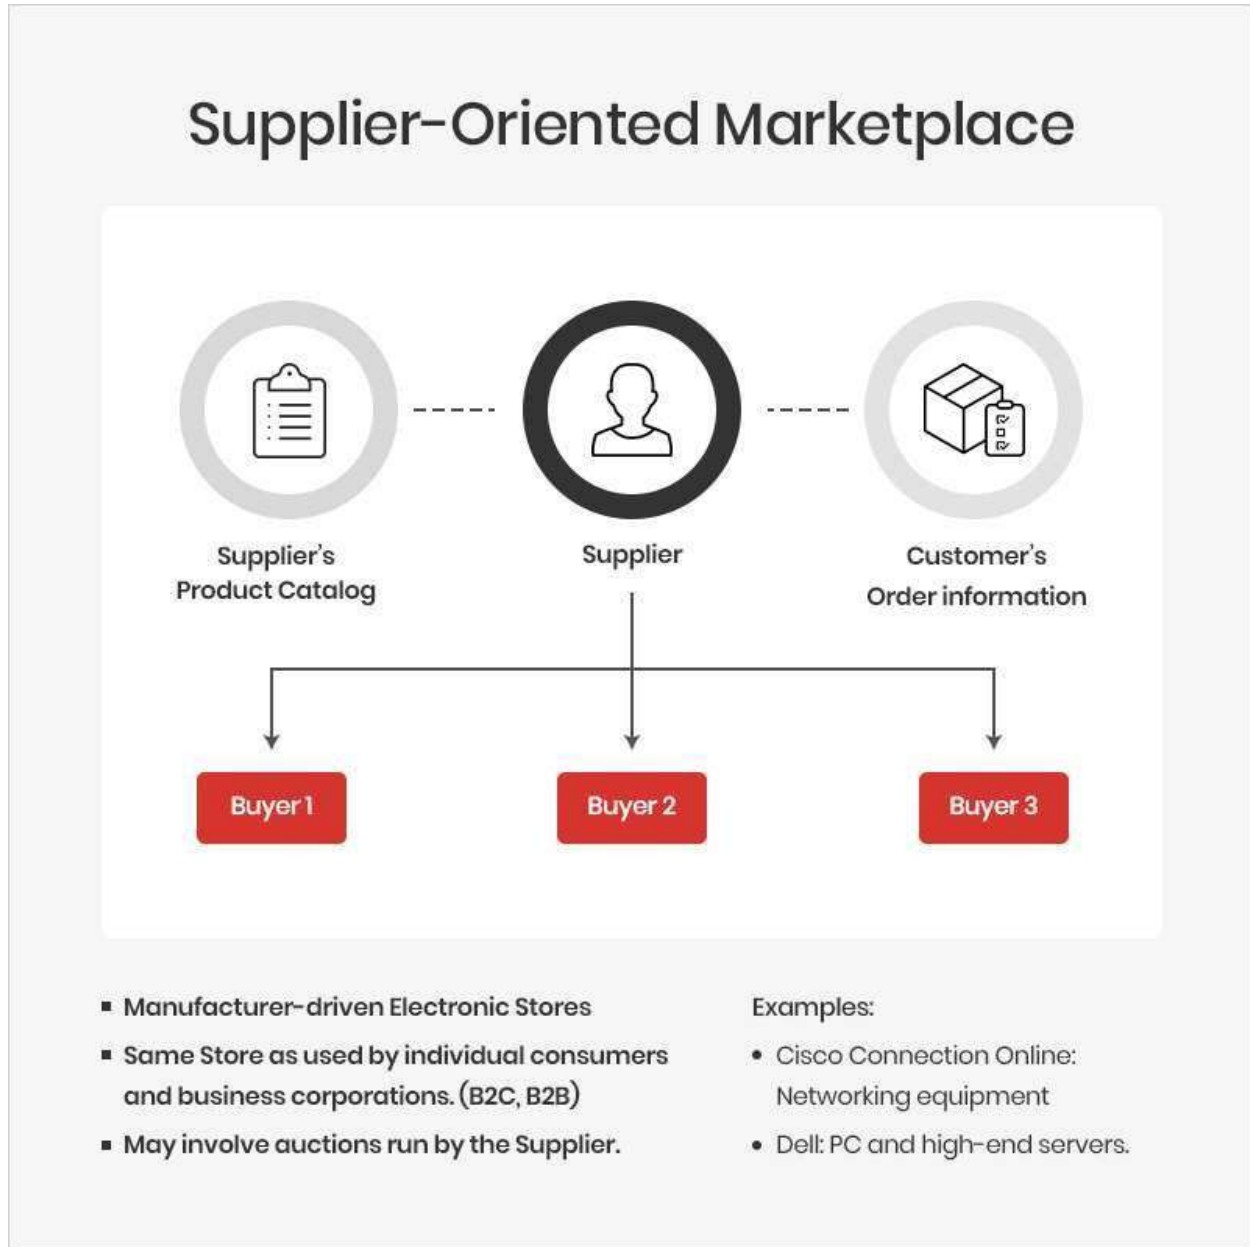 Supplier-Oriented Marketplace
Supplier's
Product Catalog
Supplier
Customer's
Order information
Buyer 1
Buyer 2
Buyer 3
Manufacturer-driven Electronic Stores
Same Store as used by individual consumers
and business corporations. (B2C, B2B)
May involve auctions run by the Supplier.
Examples:
Cisco Connection Online:
Networking equipment
Dell: PC and high-end servers.